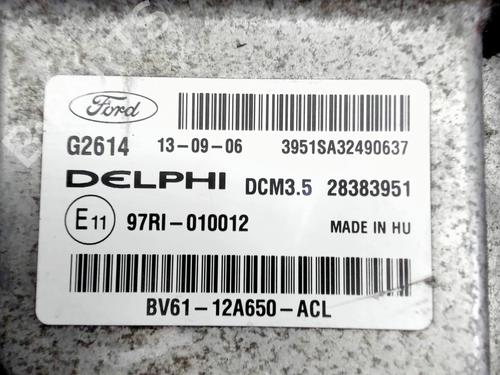 Ford
G2614 13-09-06 3951SA32490637
DELPHI DCM3.5 28383951
E11 97RI-010012 MADE IN HU
BV61-12A650-ACL